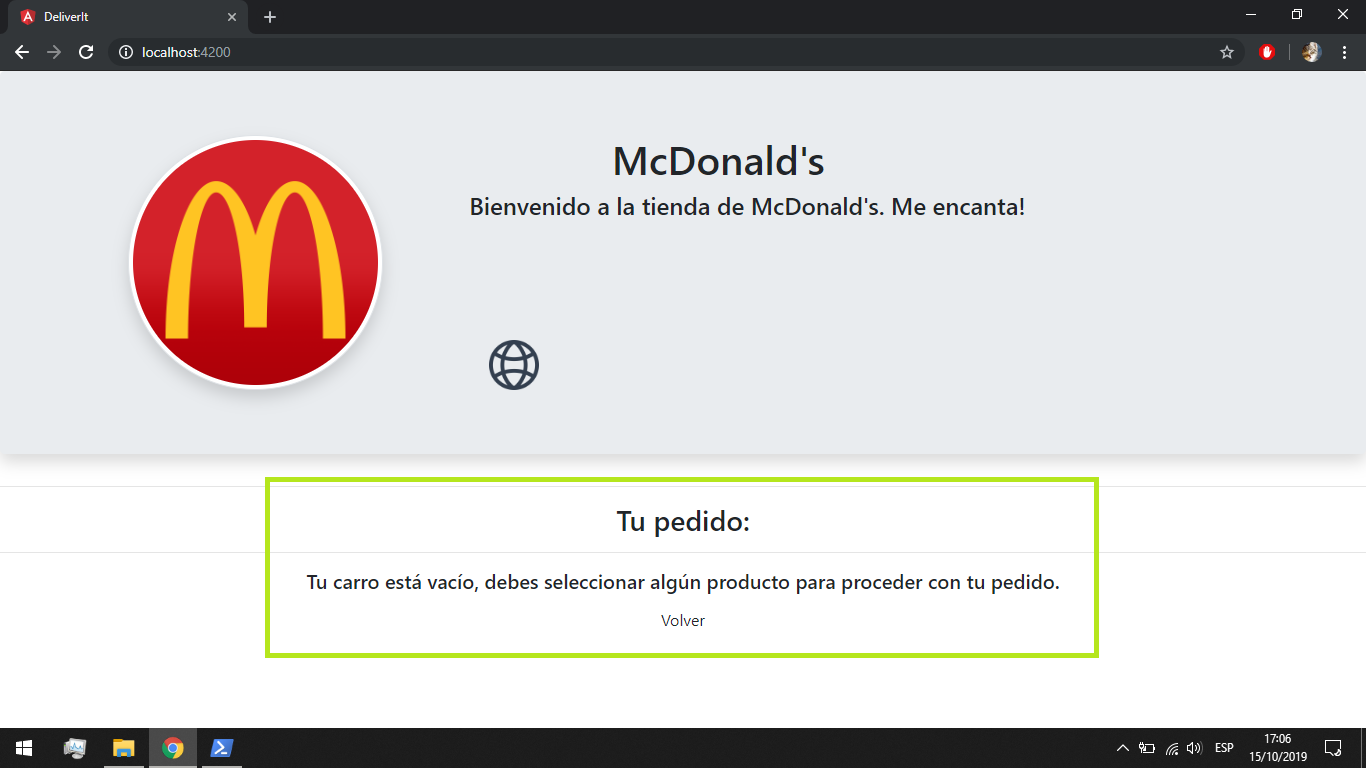 DeliverIt
localhost:4200
McDonald's
Bienvenido a la tienda de McDonald's. Me encanta!
Tu pedido:
Tu carro está vacío, debes seleccionar algún producto para proceder con tu pedido.
Volver
ESP
17:06
15/10/2019